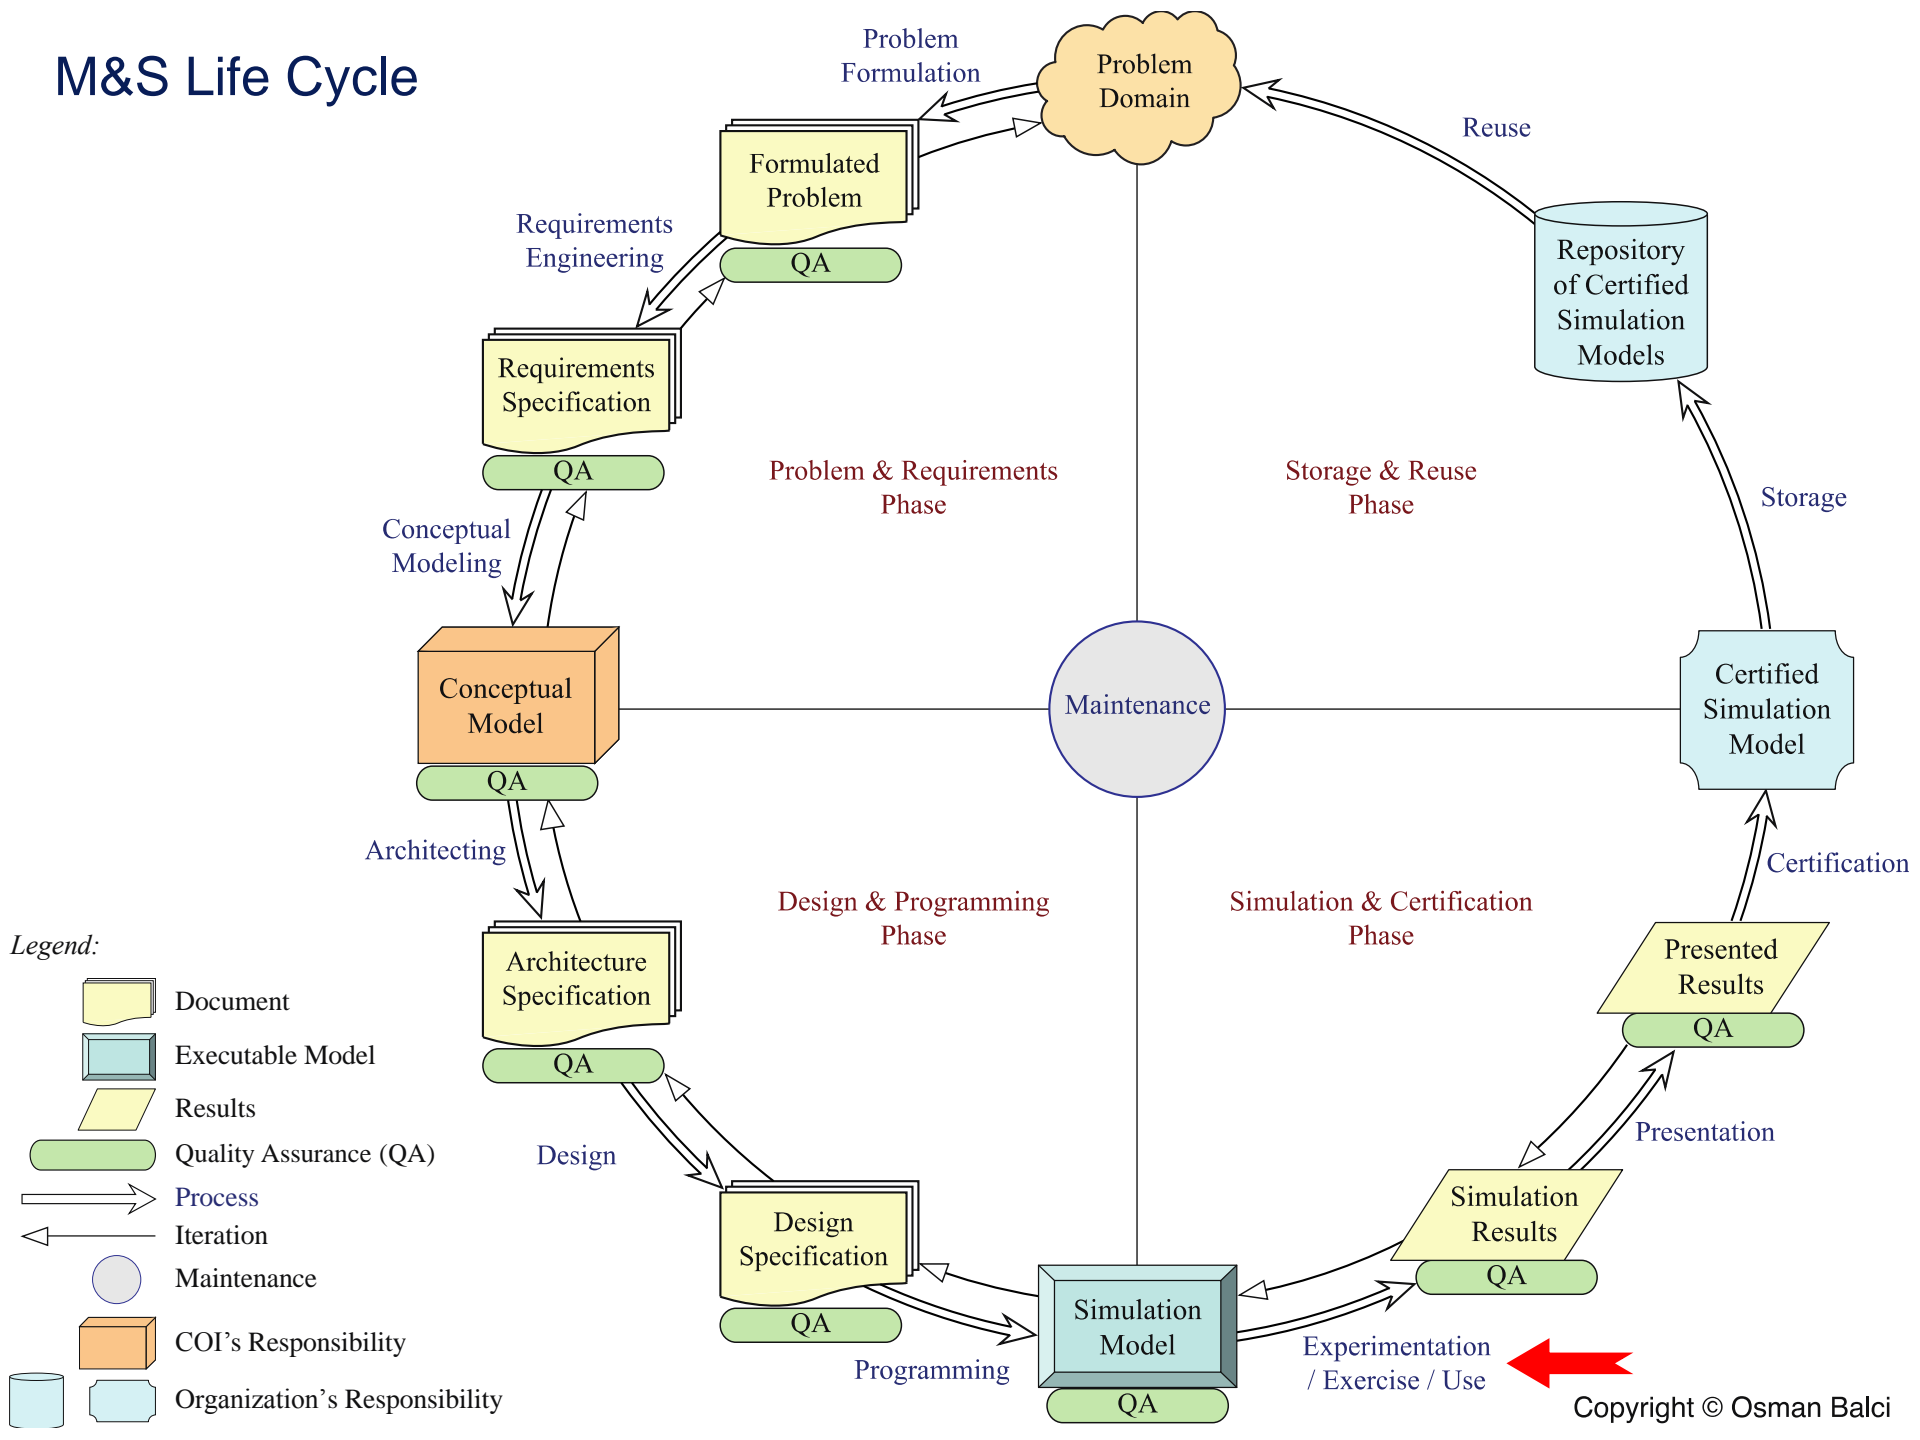 M&S Life Cycle
Problem
Formulation
Problem
Domain
Reuse
Formulated
Problem
QA
Requirements
Engineering
Repository
of Certified
Simulation
Models
Requirements
Specification
QA
Problem & Requirements
Phase
Storage & Reuse
Phase
Storage
Conceptual
Modeling
Conceptual
Model
QA
Maintenance
Certified
Simulation
Model
Architecting
Certification
Design & Programming
Phase
Simulation & Certification
Phase
Architecture
Specification
QA
Presented
Results
QA
Design
Presentation
Design
Specification
QA
Simulation
Results
QA
Programming
Simulation
Model
QA
Experimentation
/ Exercise / Use
Legend:
Document
Executable Model
Results
Quality Assurance (QA)
Process
Iteration
Maintenance
COI's Responsibility
Organization's Responsibility
Copyright © Osman Balci